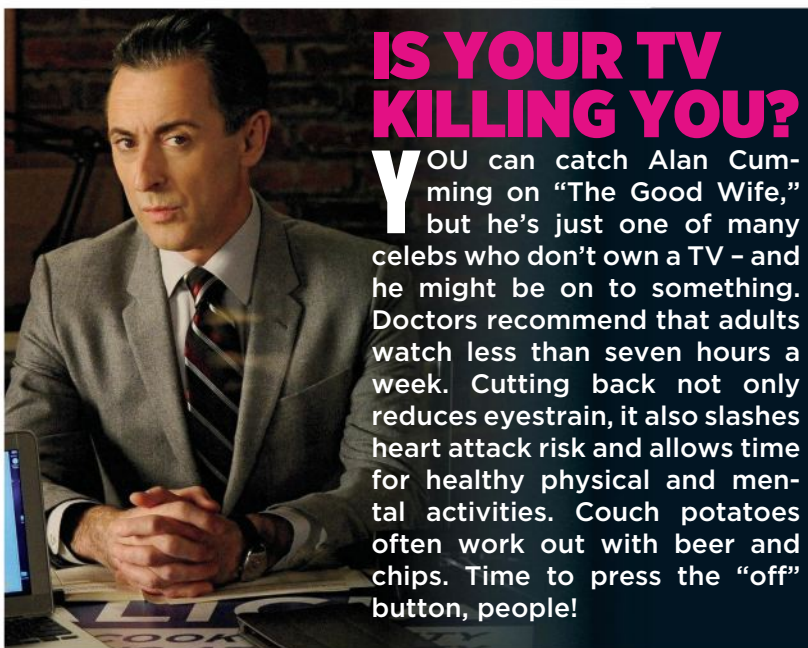 IS YOUR TV
KILLING YOU?
YOU can catch Alan Cum-
ming on “The Good Wife,”
but he’s just one of many
celebs who don’t own a TV – and
he might be on to something.
Doctors recommend that adults
watch less than seven hours a
week. Cutting back not only
reduces eyestrain, it also slashes
heart attack risk and allows time
for healthy physical and men-
tal activities. Couch potatoes
often work out with beer and
chips. Time to press the “off”
button, people!
COOK